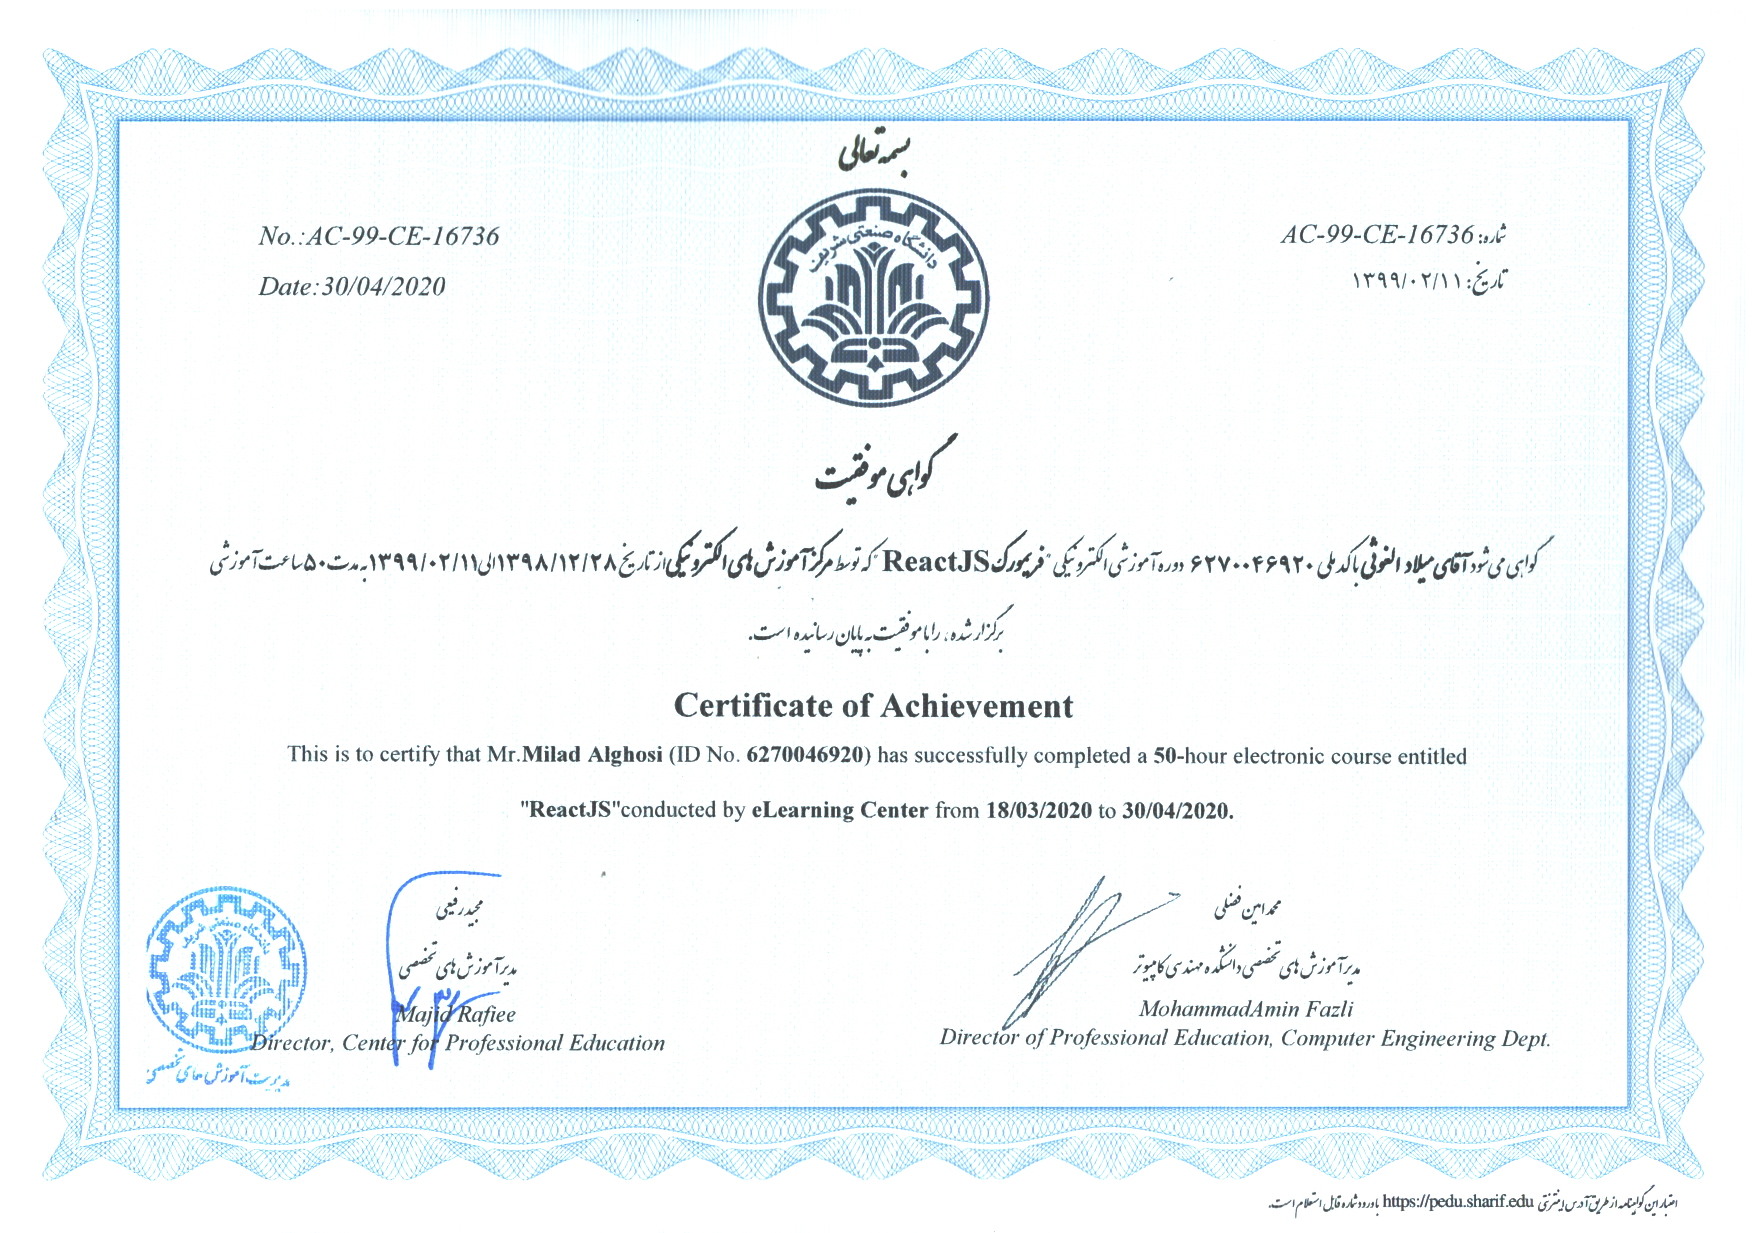 بسمه تعالی
دانشگاه صنعتی شریف
No.:AC-99-CE-16736
Date:30/04/2020
شماره: AC-99-CE-16736
تاریخ: ۱۳۹۹/۰۲/۱۱
گواهی موفقیت
گواهی می شود آقای میلاد الغوثی با کد ملی ۶۲۷۰۰۴۶۹۲۰ دوره آموزشی الکترونیکی "فریمورک ReactJS" که توسط مرکز آموزش های الکترونیکی از تاریخ ۱۳۹۸/۱۲/۲۸ الی ۱۳۹۹/۰۲/۱۱ به مدت ۵۰ ساعت آموزشی
برگزار شده، را با موفقیت به پایان رسانیده است.
Certificate of Achievement
This is to certify that Mr.Milad Alghosi (ID No. 6270046920) has successfully completed a 50-hour electronic course entitled
"ReactJS"conducted by eLearning Center from 18/03/2020 to 30/04/2020.
محمدامین فضلی
مدیر آموزش های تخصصی دانشکده مهندسی کامپیوتر
MohammadAmin Fazli
Director of Professional Education, Computer Engineering Dept.
مجید رفیعی
مدیر آموزش های تخصصی
Majid Rafiee
Director, Center for Professional Education
دانشگاه صنعتی شریف
مدیریت آموزش های تخصصی
اعتبار این گواهینامه از طریق آدرس اینترنتی https://pedu.sharif.edu با ورود شماره قابل استعلام است.